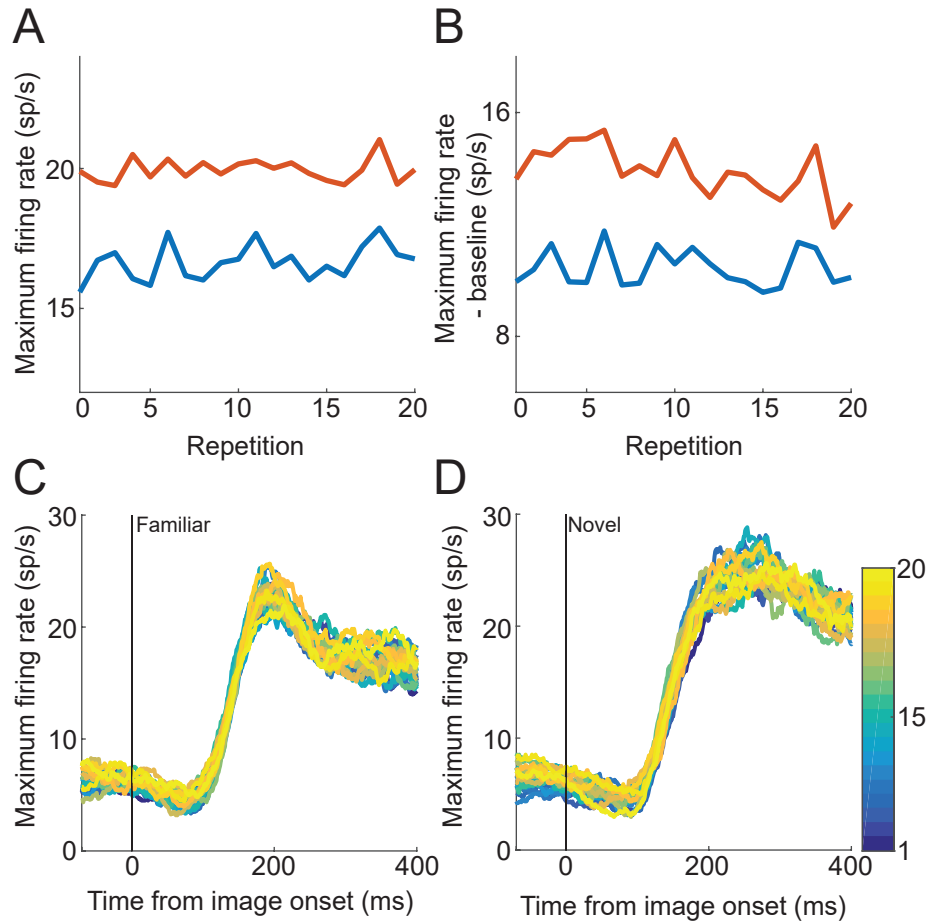 A
Maximum firing rate (sp/s)
20
15
0 5 10 15 20
Repetition
B
Maximum firing rate
- baseline (sp/s)
16
8
0 5 10 15 20
Repetition
C
Maximum firing rate (sp/s)
30
20
10
0
Familiar
0 200 400
Time from image onset (ms)
D
Maximum firing rate (sp/s)
30
20
10
0
Novel
0 200 400
Time from image onset (ms)
20
15
1